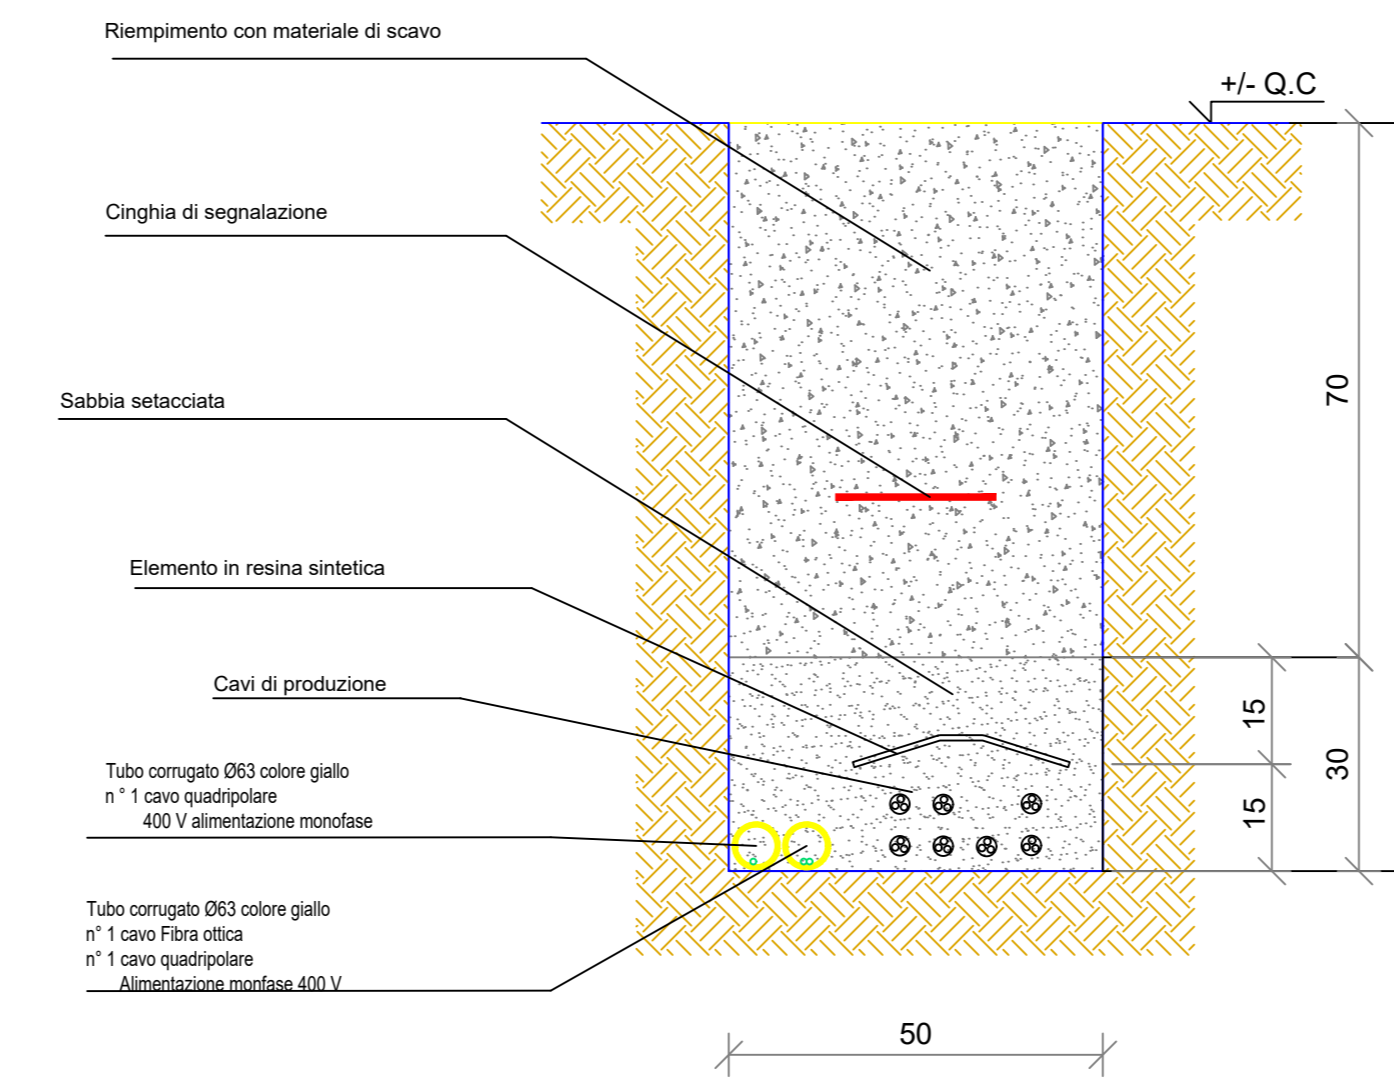 Riempimento con materiale di scavo
+/- Q.C
Cinghia di segnalazione
70
Sabbia setacciata
Elemento in resina sintetica
Cavi di produzione
15
30
15
Tubo corrugato Ø63 colore giallo
n ° 1 cavo quadripolare
400 V alimentazione monofase
Tubo corrugato Ø63 colore giallo
n° 1 cavo Fibra ottica
n° 1 cavo quadripolare
Alimentazione monfase 400 V
50